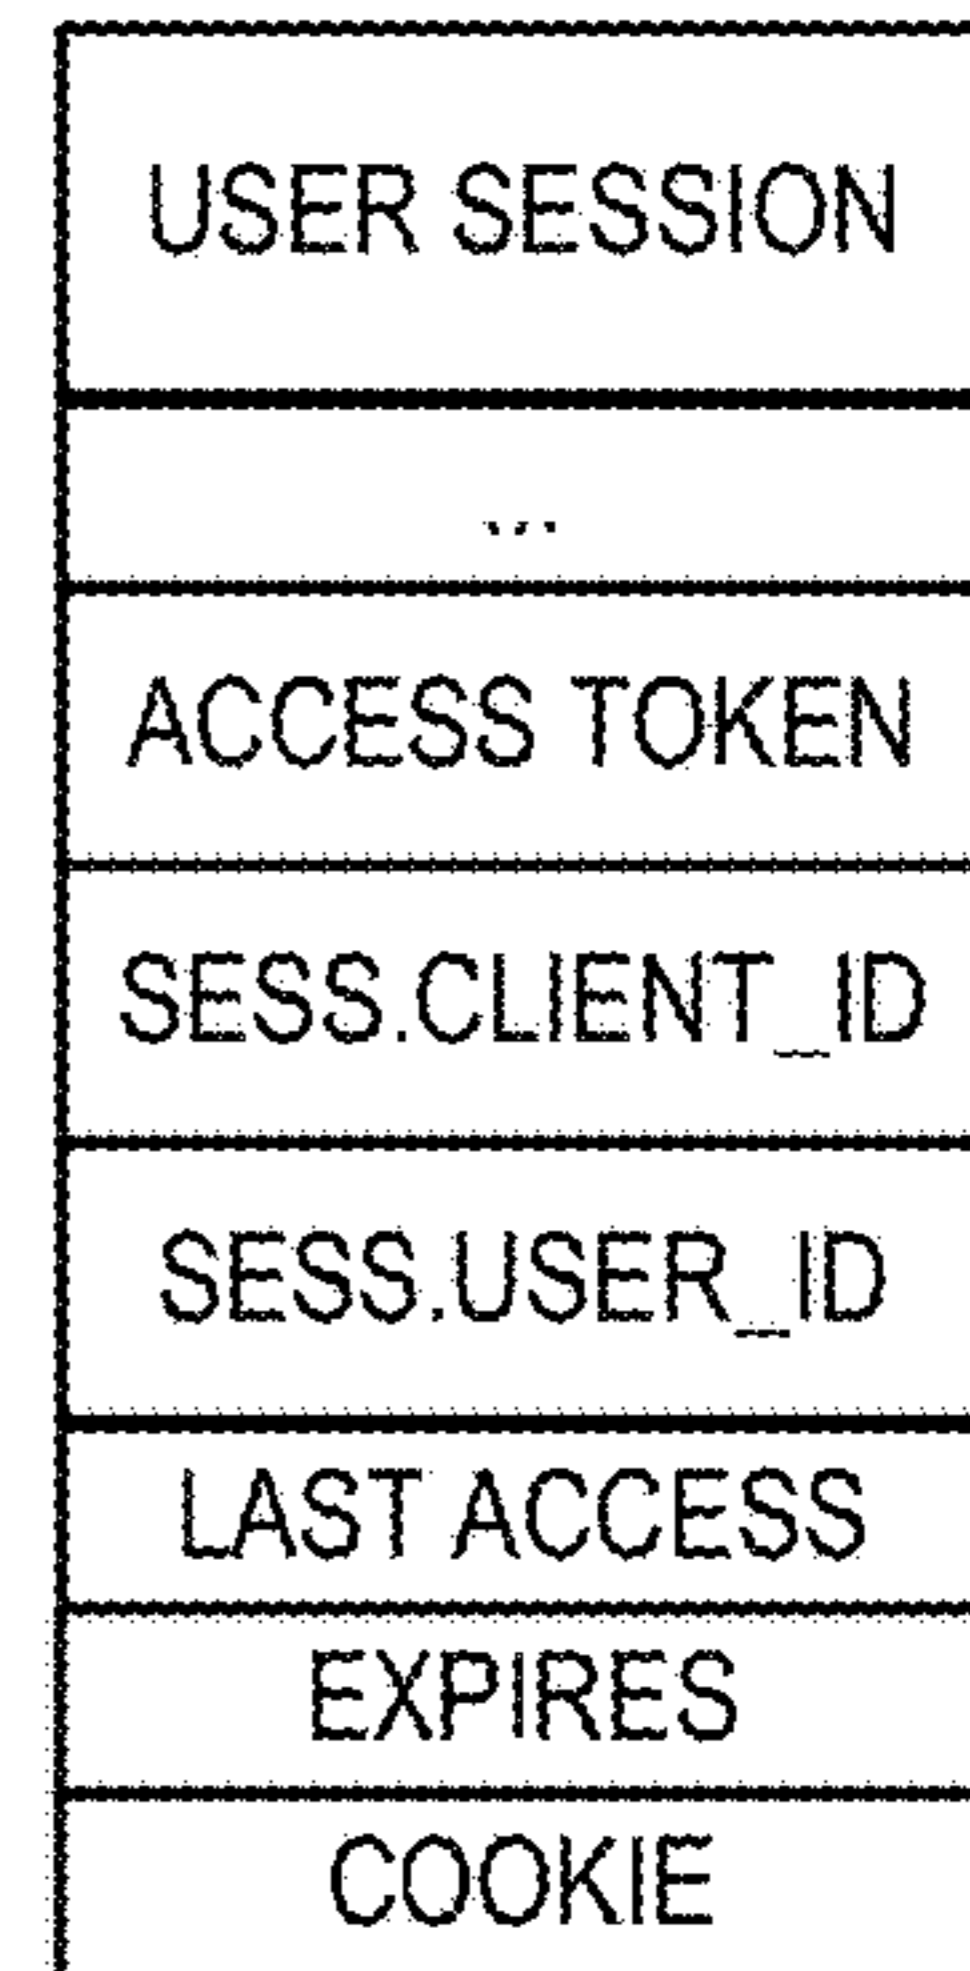 USER SESSION
...
ACCESS TOKEN
SESS.CLIENT_ID
SESS.USER_ID
LAST ACCESS
EXPIRES
COOKIE